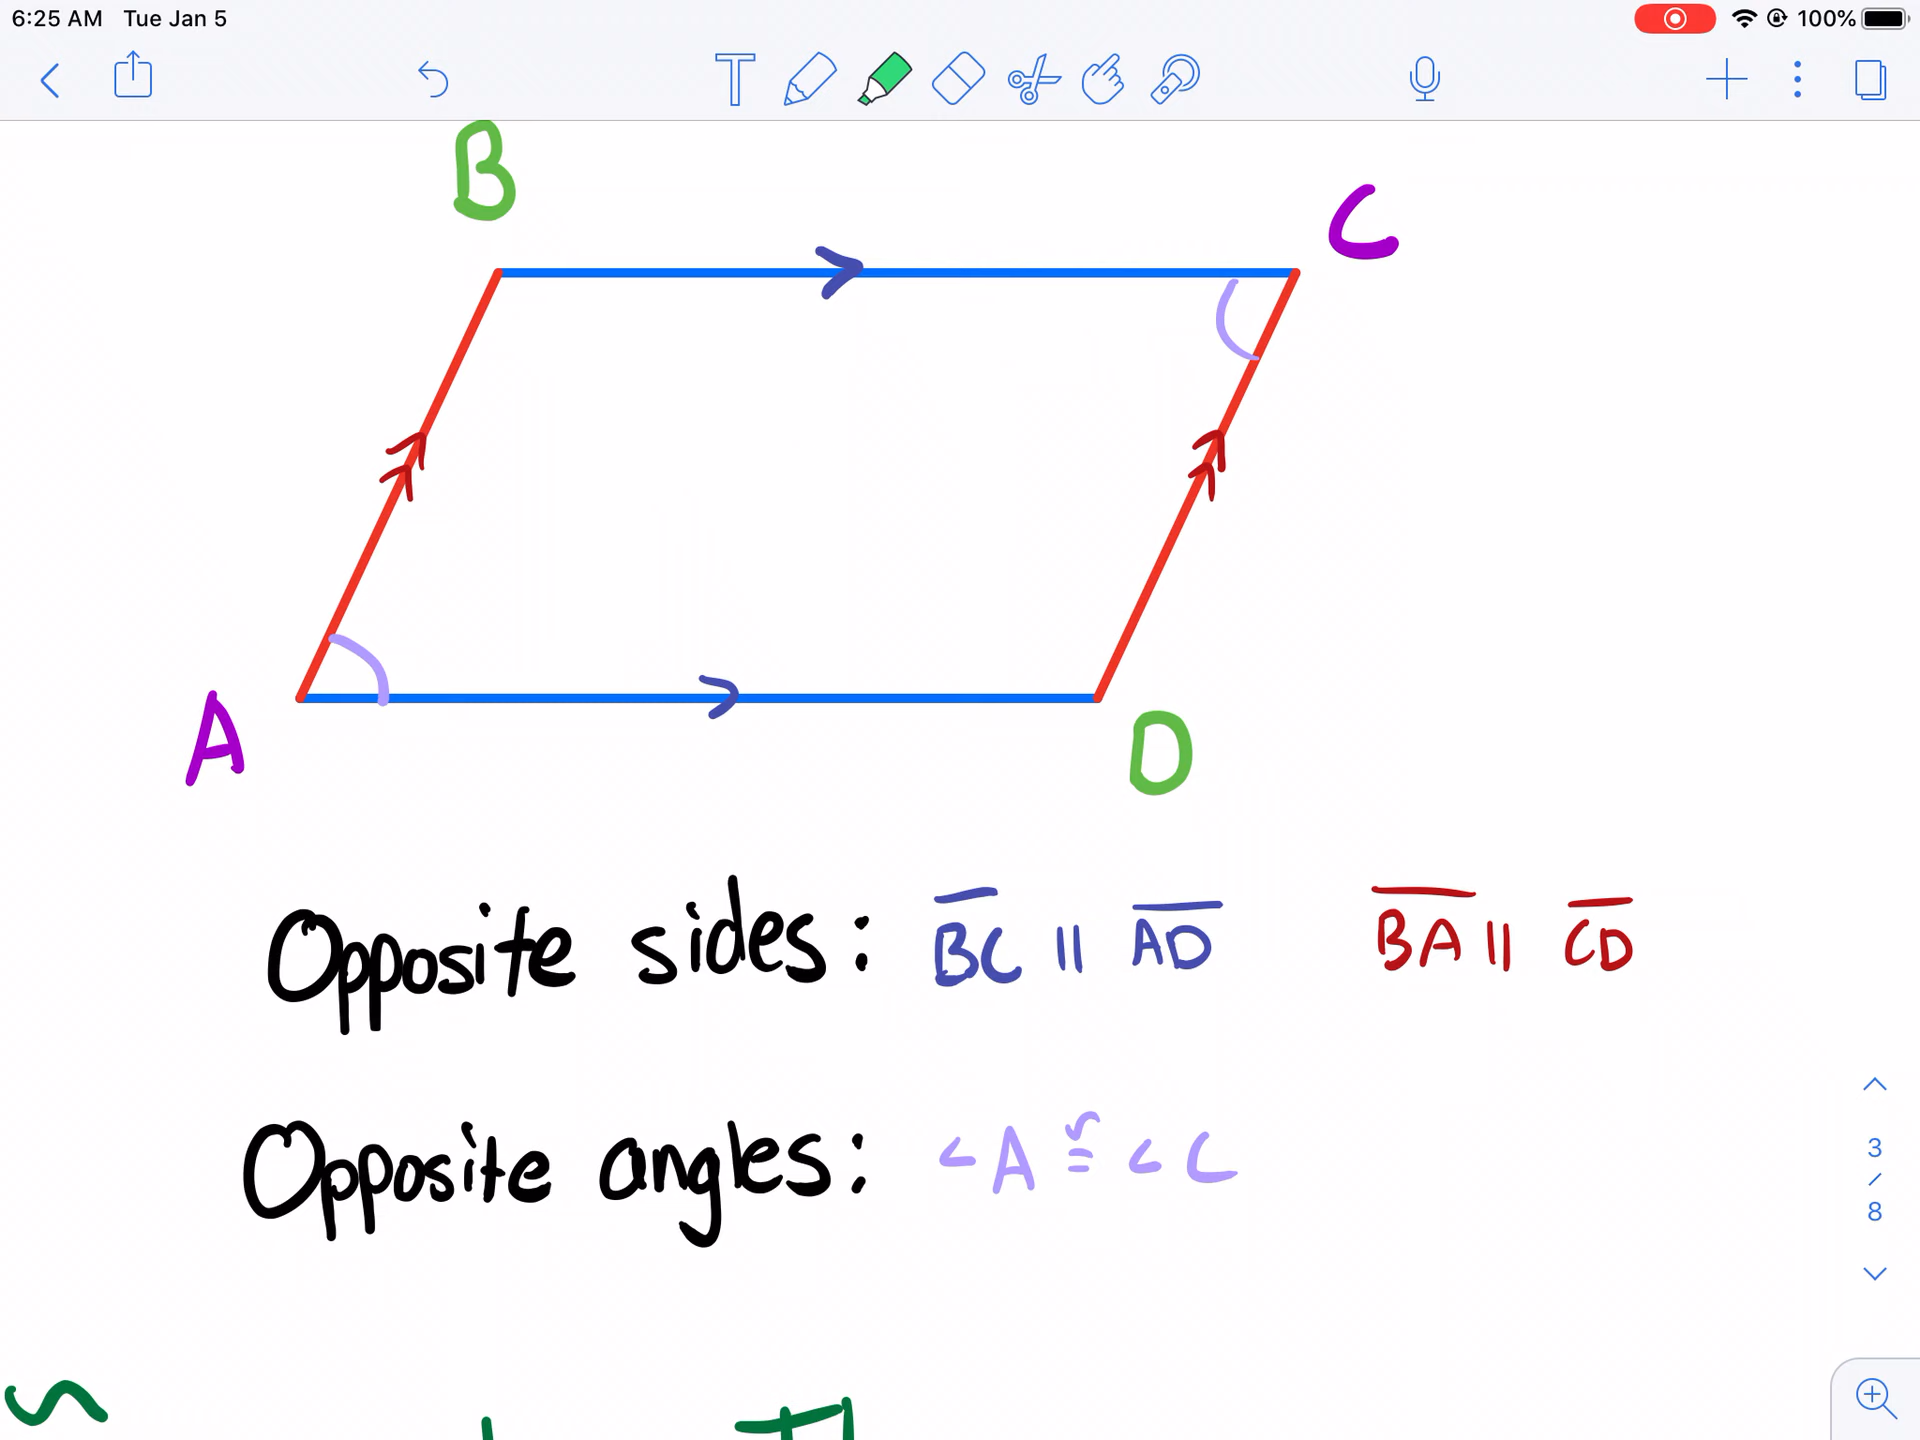 6:25 AM Tue Jan 5 100%
B
C
A
D
Opposite sides: BC || AD BA || CD
Opposite angles: <A ≅ <C
3
/
8